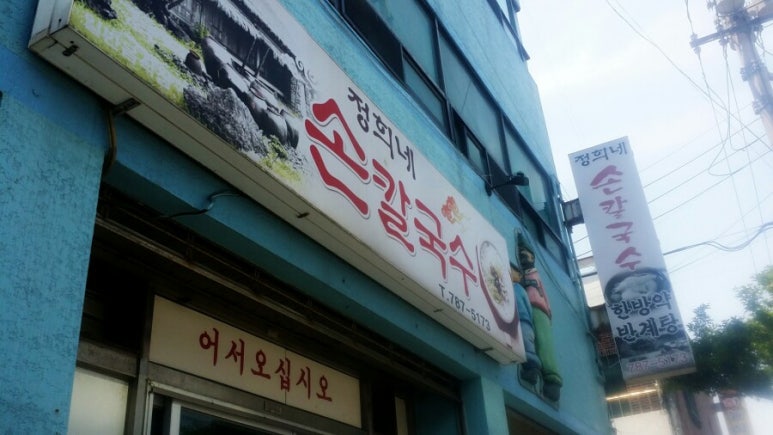 정희네
손칼국수
T.767-5173
어서오십시오
정희네
손칼국수
한방약
반계탕